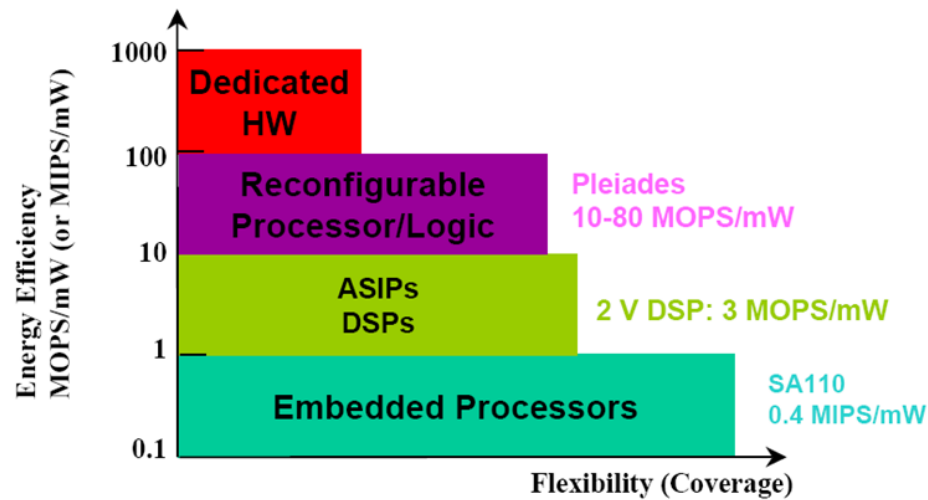 1000
Dedicated
HW
100
Reconfigurable
Processor/Logic
Pleiades
10-80 MOPS/mW
10
ASIPs
DSPs
2 V DSP: 3 MOPS/mW
1
Embedded Processors
SA110
0.4 MIPS/mW
0.1
Energy Efficiency
MOPS/mW (or MIPS/mW)
Flexibility (Coverage)